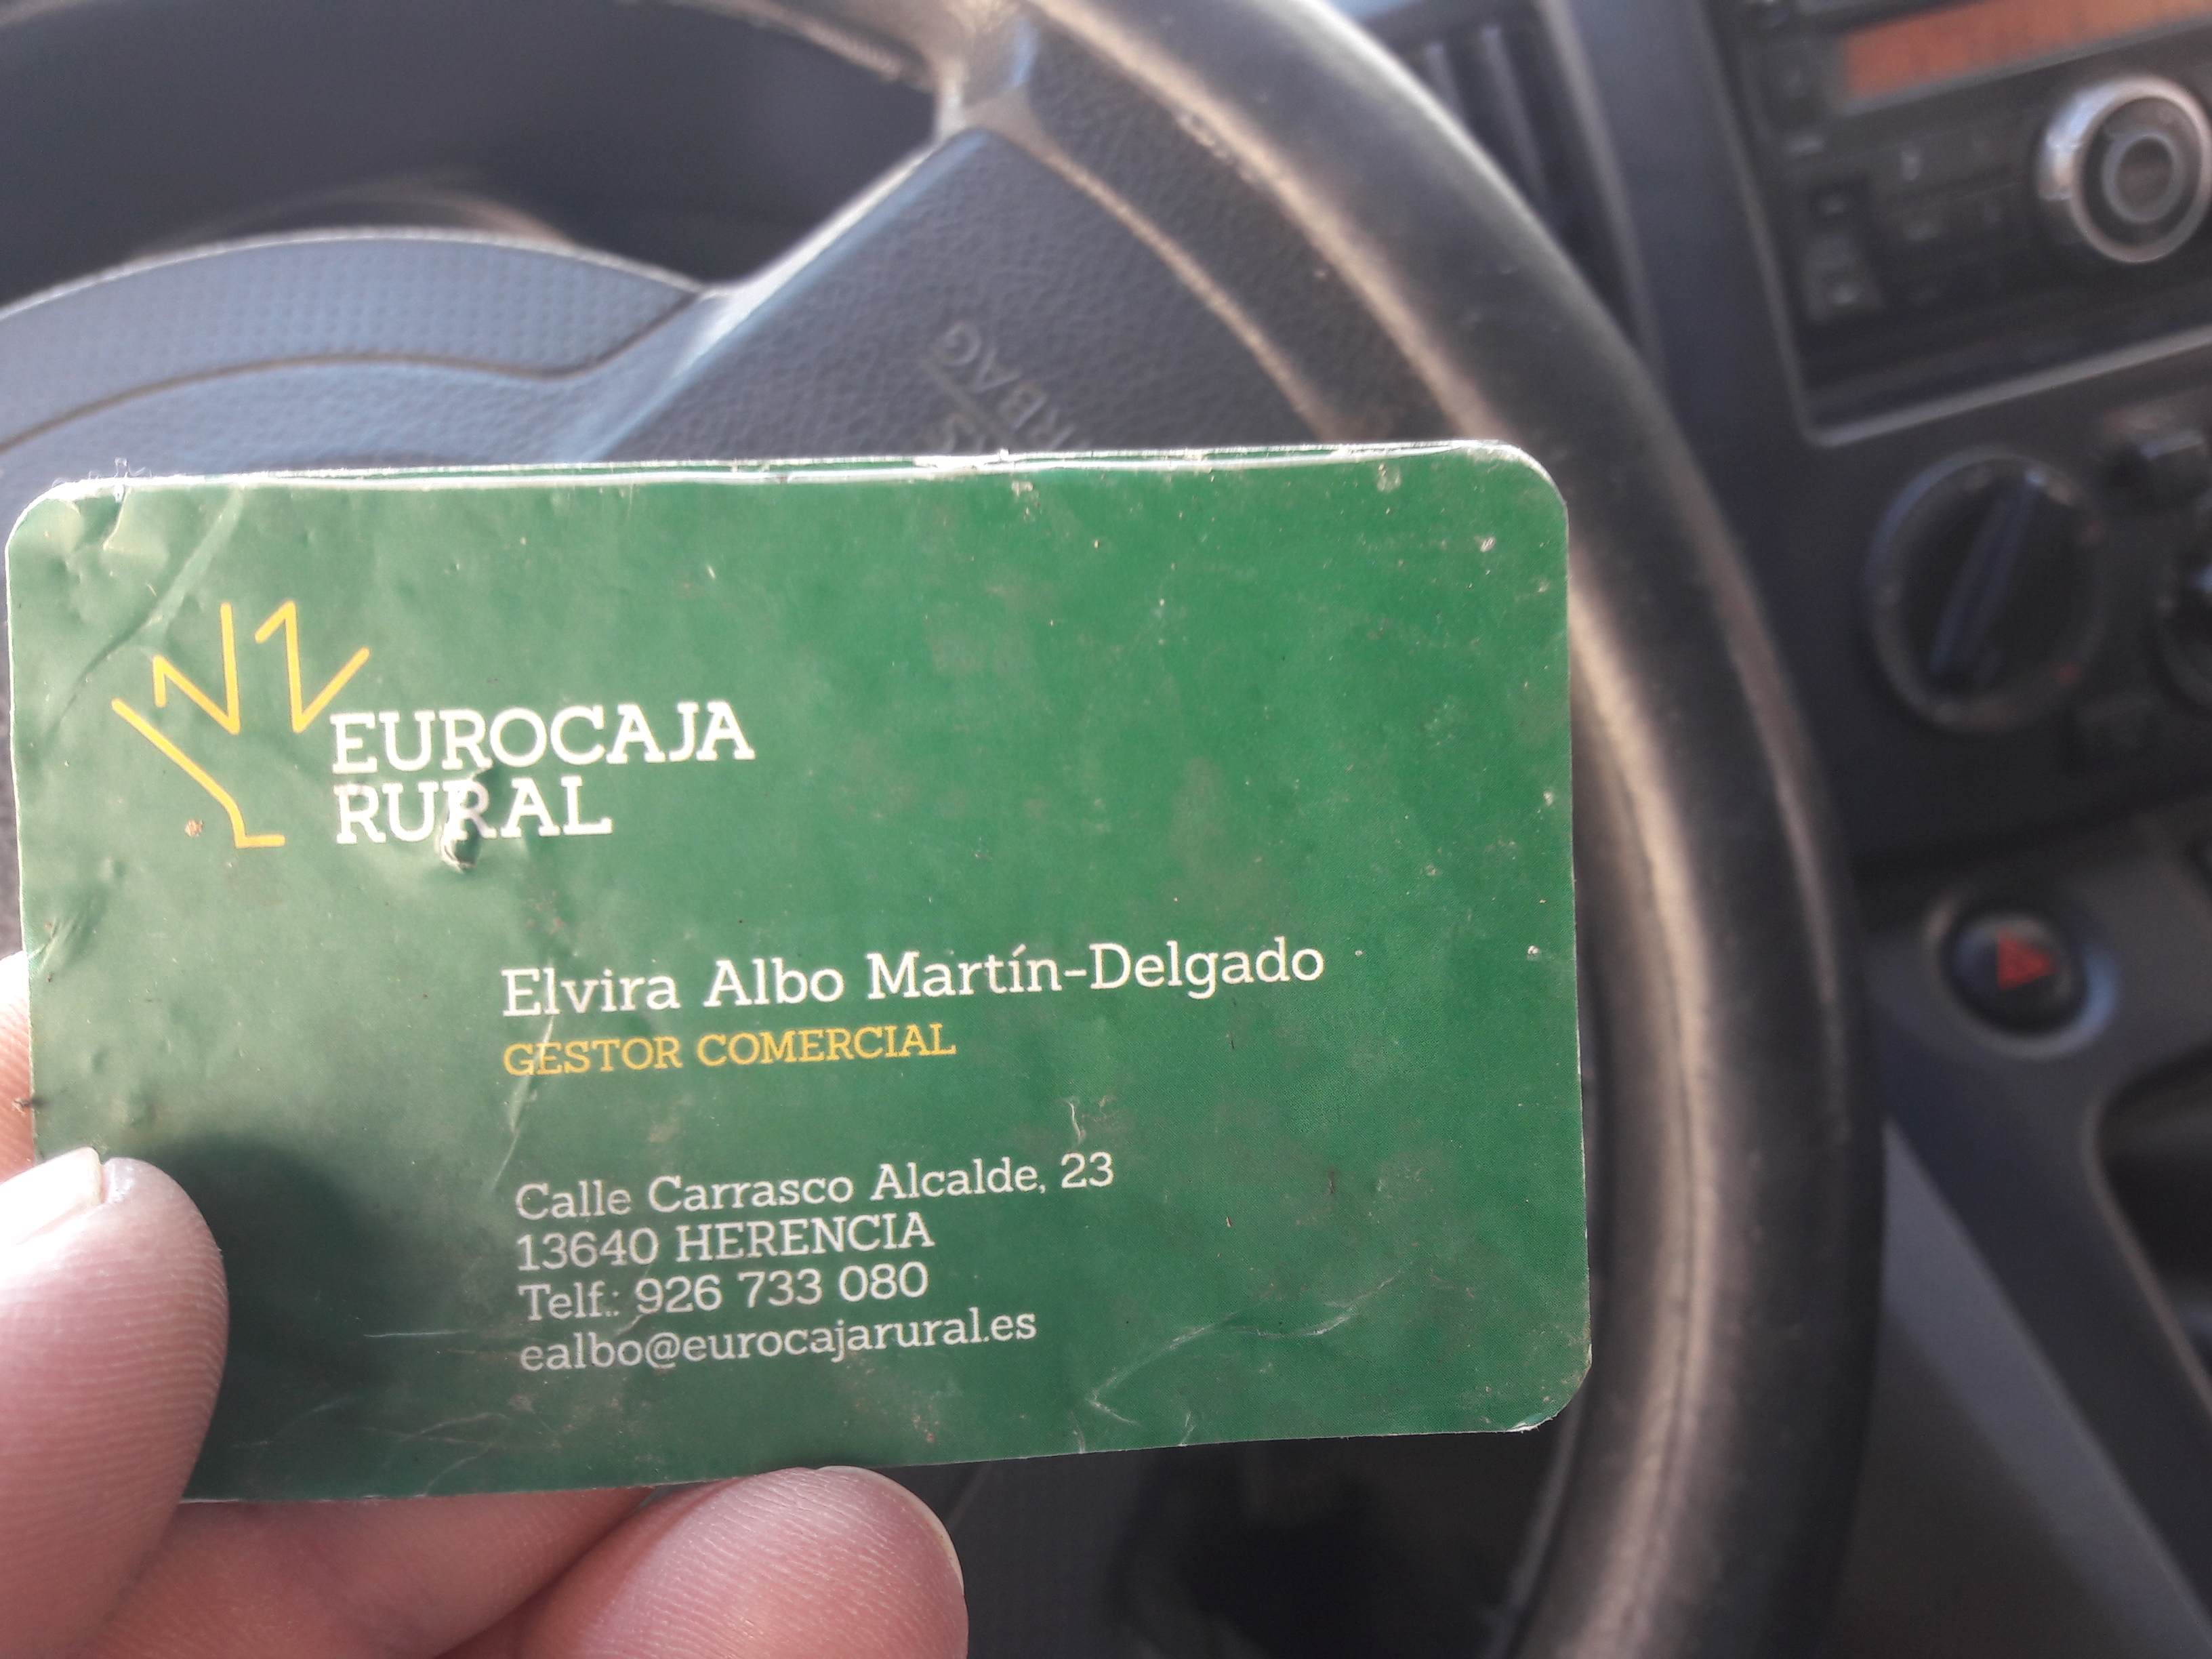 EUROCAJA
RURAL
Elvira Albo Martín-Delgado
GESTOR COMERCIAL
Calle Carrasco Alcalde, 23
13640 HERENCIA
Telf.: 926 733 080
ealbo@eurocajarural.es